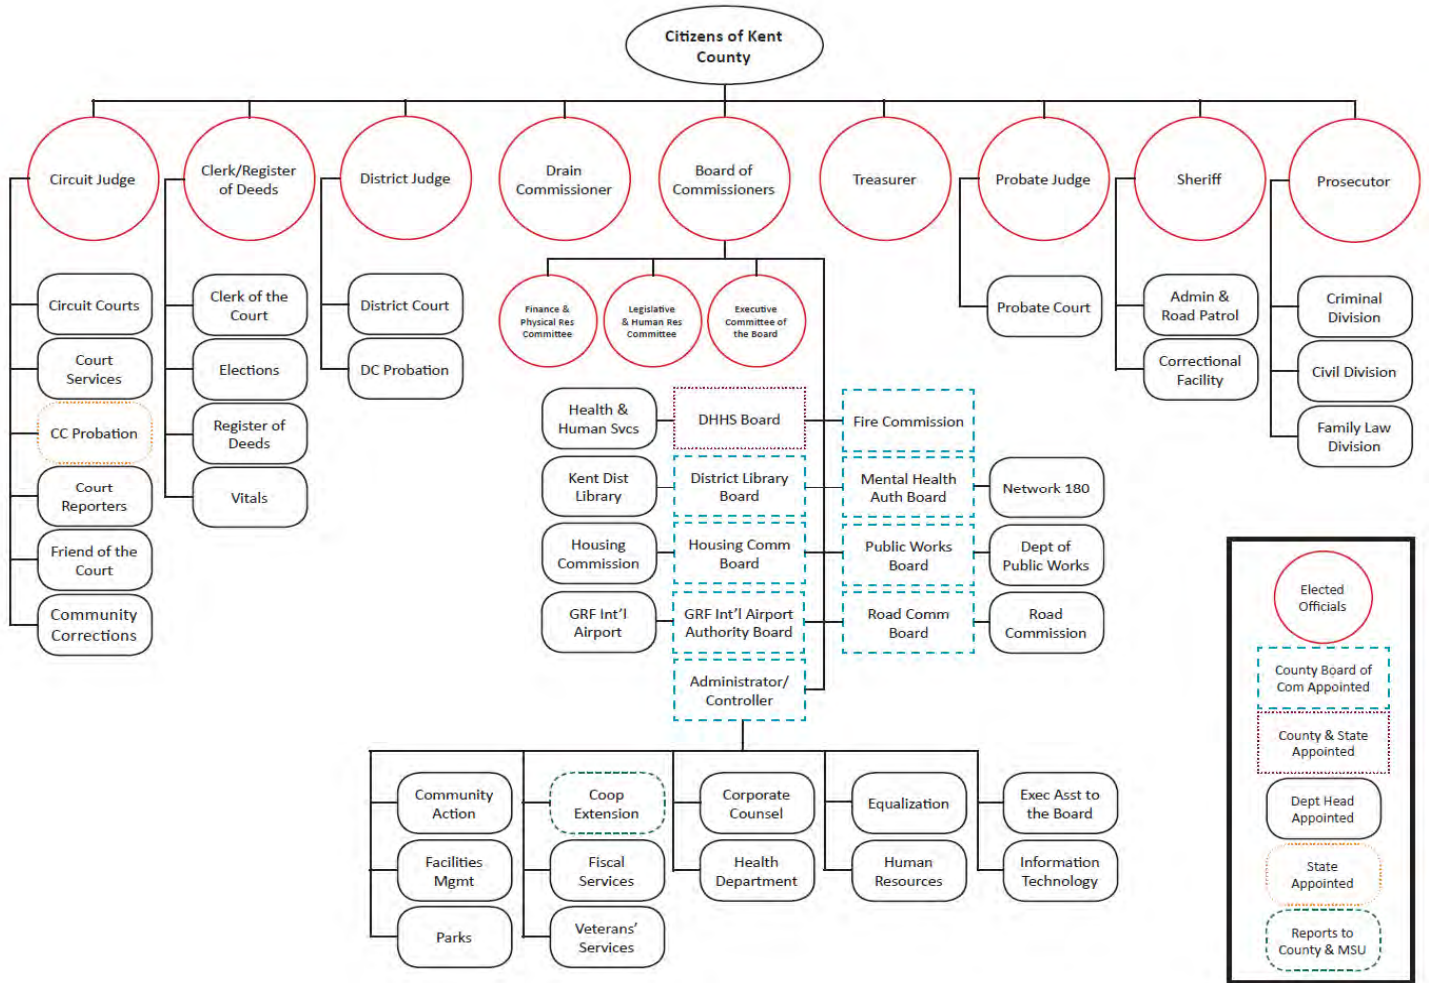 Citizens of Kent
County
Circuit Judge
Clerk/Register
of Deeds
District Judge
Drain
Commissioner
Board of
Commissioners
Treasurer
Probate Judge
Sheriff
Prosecutor
Circuit Courts
Court
Services
CC Probation
Court
Reporters
Friend of the
Court
Community
Corrections
Clerk of the
Court
Elections
Register of
Deeds
Vitals
District Court
DC Probation
Finance &
Physical Res
Committee
Legislative
& Human Res
Committee
Executive
Committee of
the Board
Probate Court
Admin &
Road Patrol
Correctional
Facility
Criminal
Division
Civil Division
Family Law
Division
Health &
Human Svcs
DHHS Board
Fire Commission
Kent Dist
Library
District Library
Board
Mental Health
Auth Board
Network 180
Housing
Commission
Housing Comm
Board
Public Works
Board
Dept of
Public Works
GRF Int'l
Airport
GRF Int'l Airport
Authority Board
Road Comm
Board
Road
Commission
Administrator/
Controller
Community
Action
Facilities
Mgmt
Parks
Coop
Extension
Fiscal
Services
Veterans'
Services
Corporate
Counsel
Health
Department
Equalization
Human
Resources
Exec Asst to
the Board
Information
Technology
Elected
Officials
County Board of
Com Appointed
County & State
Appointed
Dept Head
Appointed
State
Appointed
Reports to
County & MSU